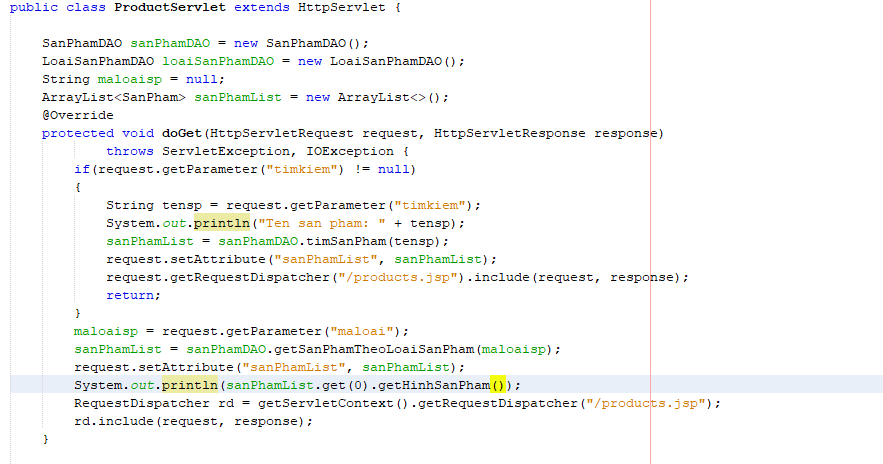 public class ProductServlet extends HttpServlet {
SanPhamDAO sanPhamDAO = new SanPhamDAO();
LoaiSanPhamDAO loaiSanPhamDAO = new LoaiSanPhamDAO();
String maloaisp = null;
ArrayList<SanPham> sanPhamList = new ArrayList<>();
@Override
protected void doGet(HttpServletRequest request, HttpServletResponse response)
throws ServletException, IOException {
if(request.getParameter("timkiem") != null)
{
String tensp = request.getParameter("timkiem");
System.out.println("Ten san pham: " + tensp);
sanPhamList = sanPhamDAO.timSanPham(tensp);
request.setAttribute("sanPhamList", sanPhamList);
request.getRequestDispatcher("/products.jsp").include(request, response);
return;
}
maloaisp = request.getParameter("maloai");
sanPhamList = sanPhamDAO.getSanPhamTheoLoaiSanPham(maloaisp);
request.setAttribute("sanPhamList", sanPhamList);
System.out.println(sanPhamList.get(0).getHinhSanPham());
RequestDispatcher rd = getServletContext().getRequestDispatcher("/products.jsp");
rd.include(request, response);
}